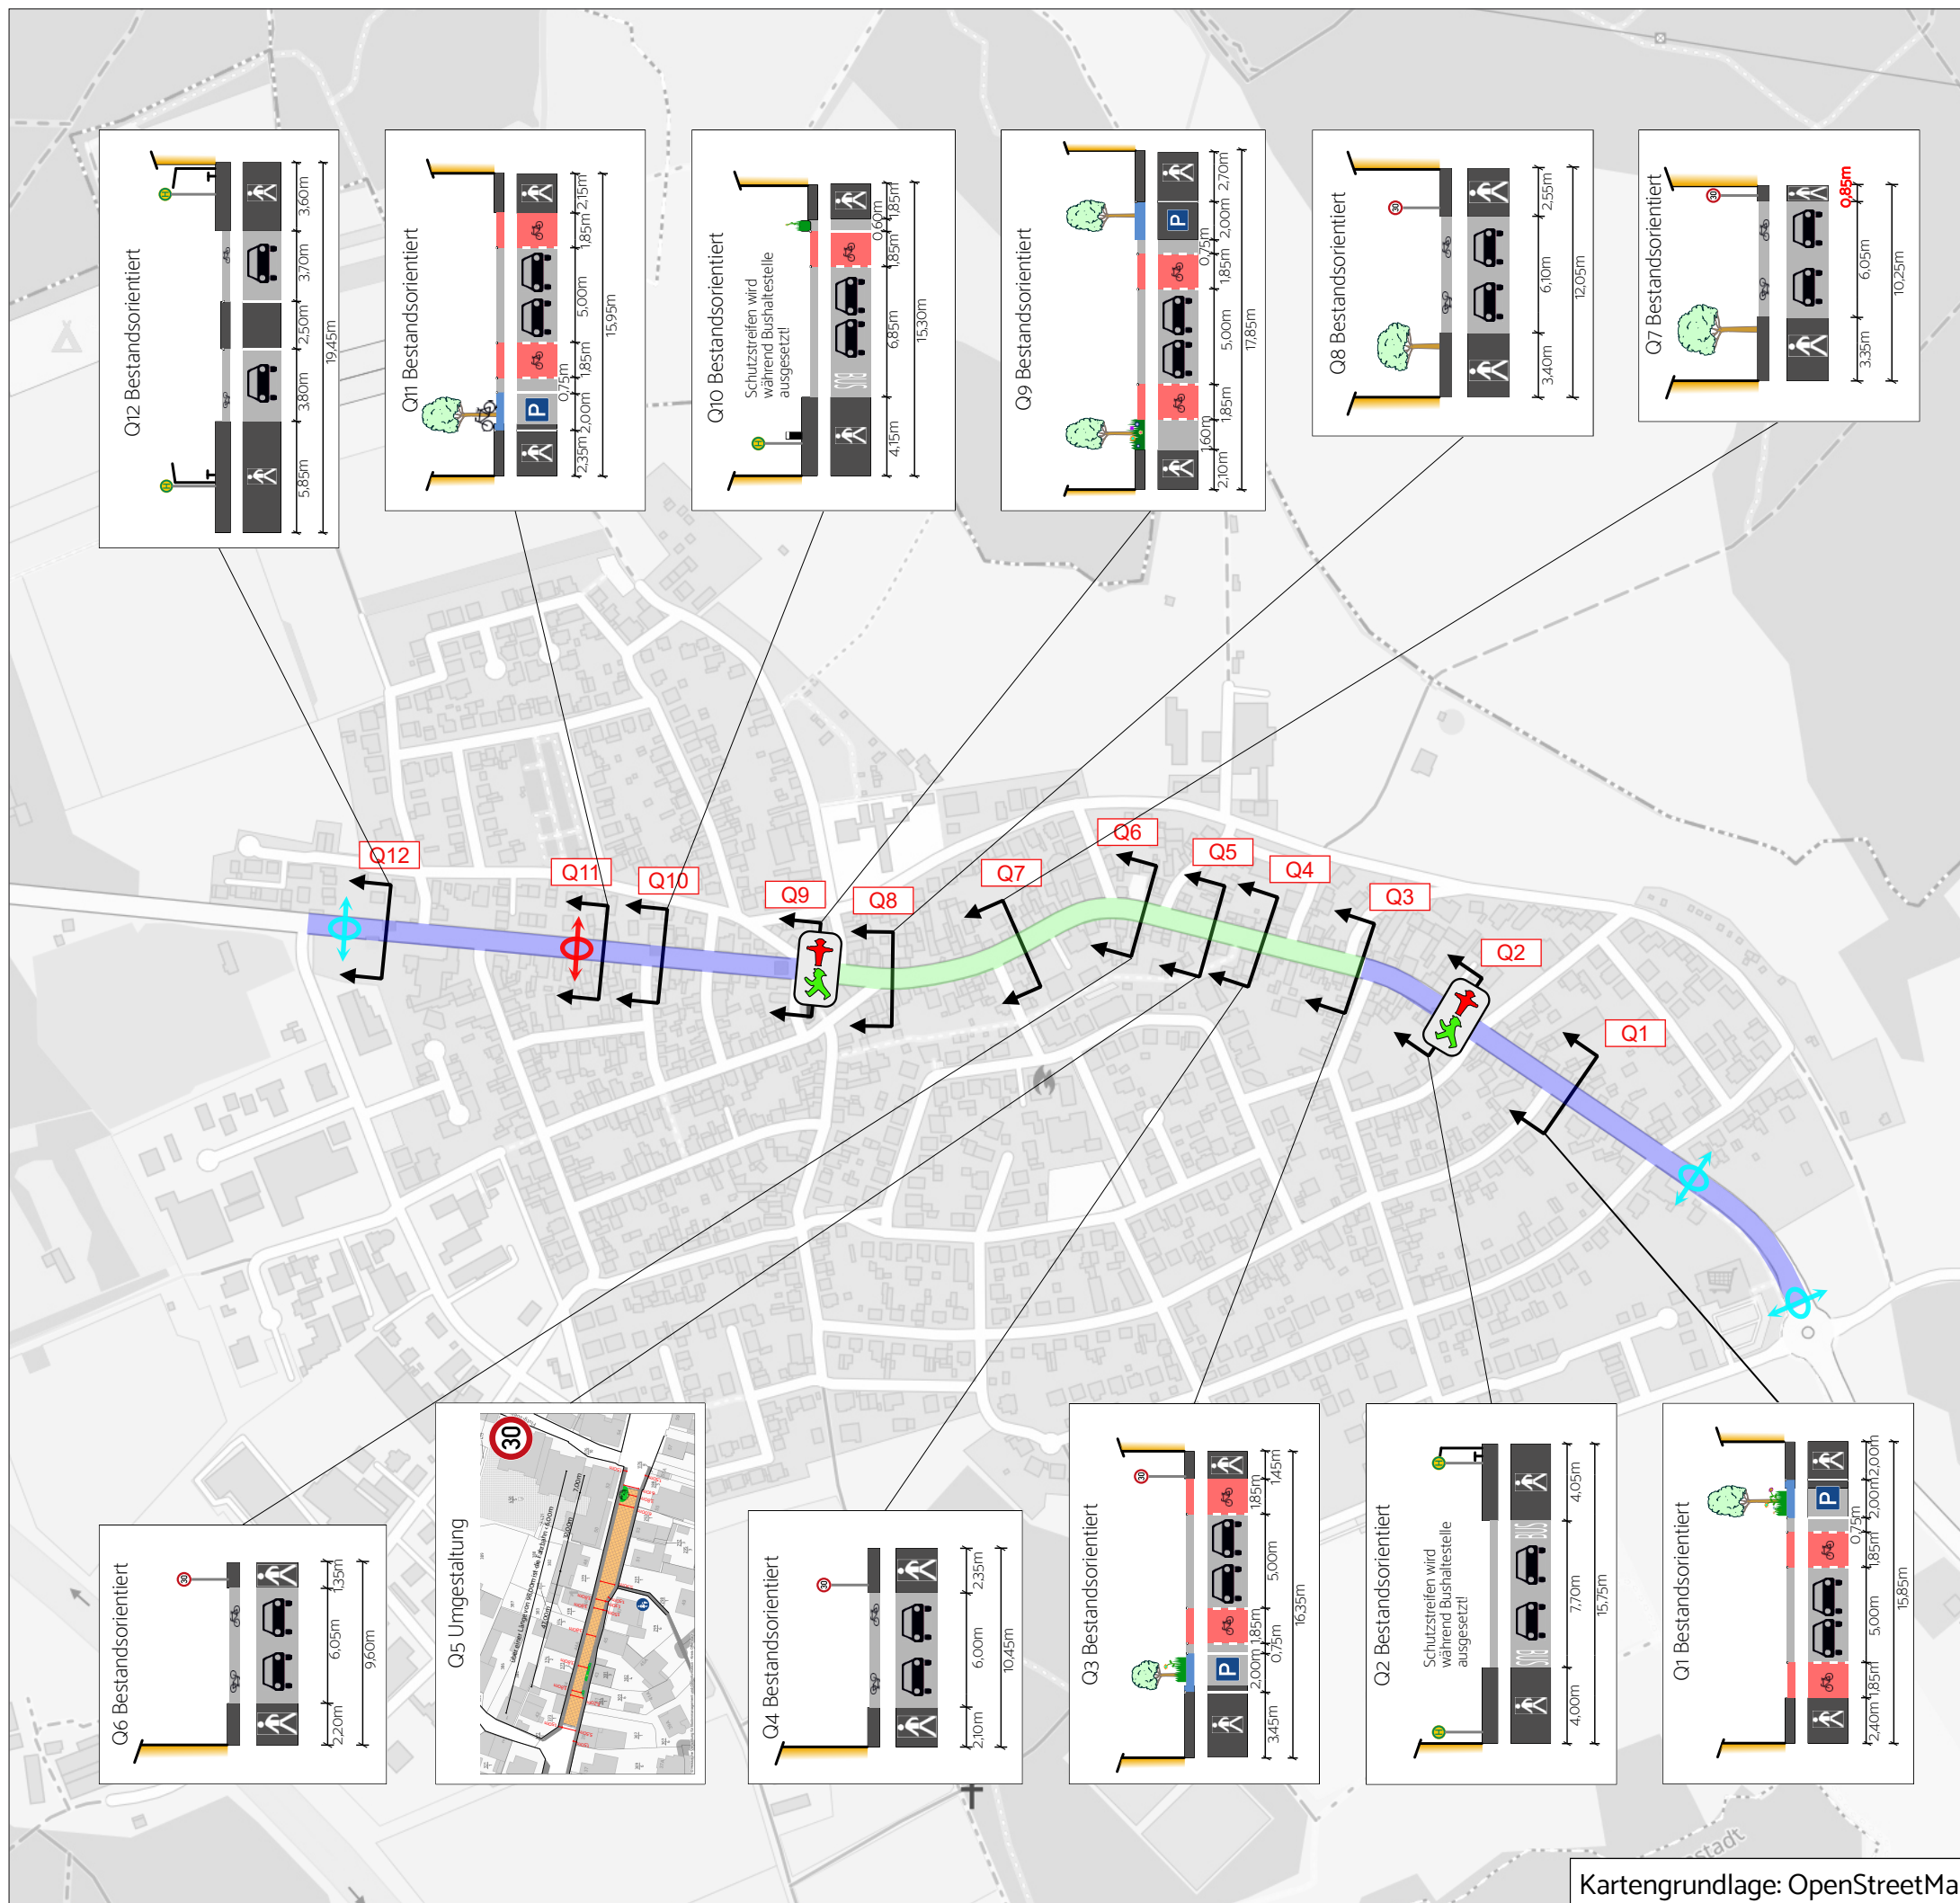 Q12 Bestandsorientiert
5,85m
3,80m
2,50m
3,70m
3,60m
19,45m
H
H
Q11 Bestandsorientiert
2,35m
2,00m
0,75m
1,85m
5,00m
1,85m
2,15m
15,95m
P
Q10 Bestandsorientiert
Schutzstreifen wird
während Bushaltestelle
ausgesetzt!
H
BUS
4,15m
6,85m
1,85m
0,60m
1,85m
15,30m
Q9 Bestandsorientiert
P
2,10m
1,60m
1,85m
5,00m
1,85m
0,75m
2,00m
2,70m
17,85m
Q8 Bestandsorientiert
30
3,40m
6,10m
2,55m
12,05m
Q7 Bestandsorientiert
30
3,35m
6,05m
0,85m
10,25m
Q12
Q11
Q10
Q9
Q8
Q7
Q6
Q5
Q4
Q3
Q2
Q1
Q6 Bestandsorientiert
30
2,20m
6,05m
1,35m
9,60m
Q5 Umgestaltung
30
Q4 Bestandsorientiert
30
2,10m
6,00m
2,35m
10,45m
Q3 Bestandsorientiert
30
P
3,45m
2,00m
0,75m
1,85m
5,00m
1,85m
1,45m
16,35m
Q2 Bestandsorientiert
Schutzstreifen wird
während Bushaltestelle
ausgesetzt!
H
H
BUS
BUS
4,00m
7,70m
4,05m
15,75m
Q1 Bestandsorientiert
P
2,40m
1,85m
5,00m
1,85m
0,75m
2,00m
2,00m
15,85m
Kartengrundlage: OpenStreetMa